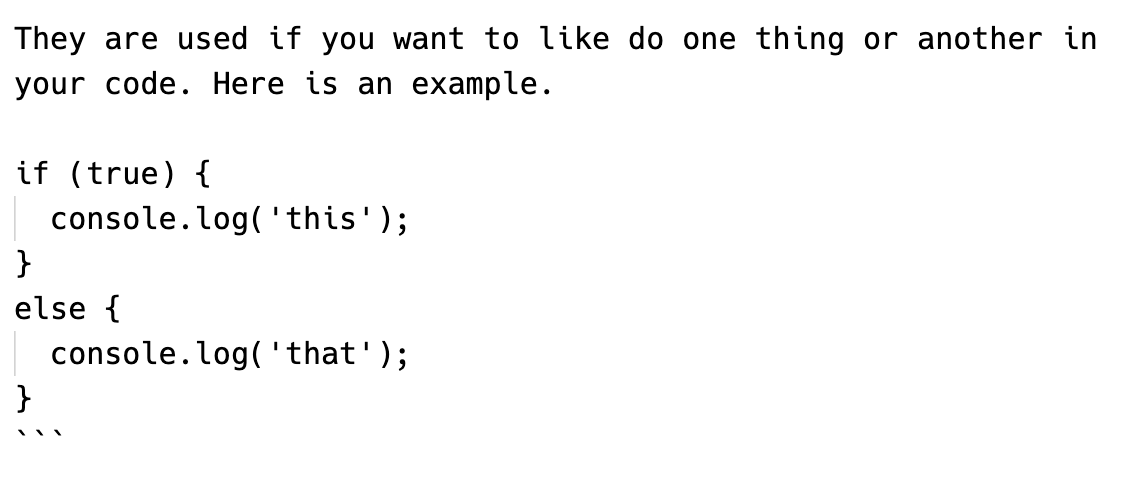 They are used if you want to like do one thing or another in
your code. Here is an example.

if (true) {
  console.log('this');
}
else {
  console.log('that');
}
```